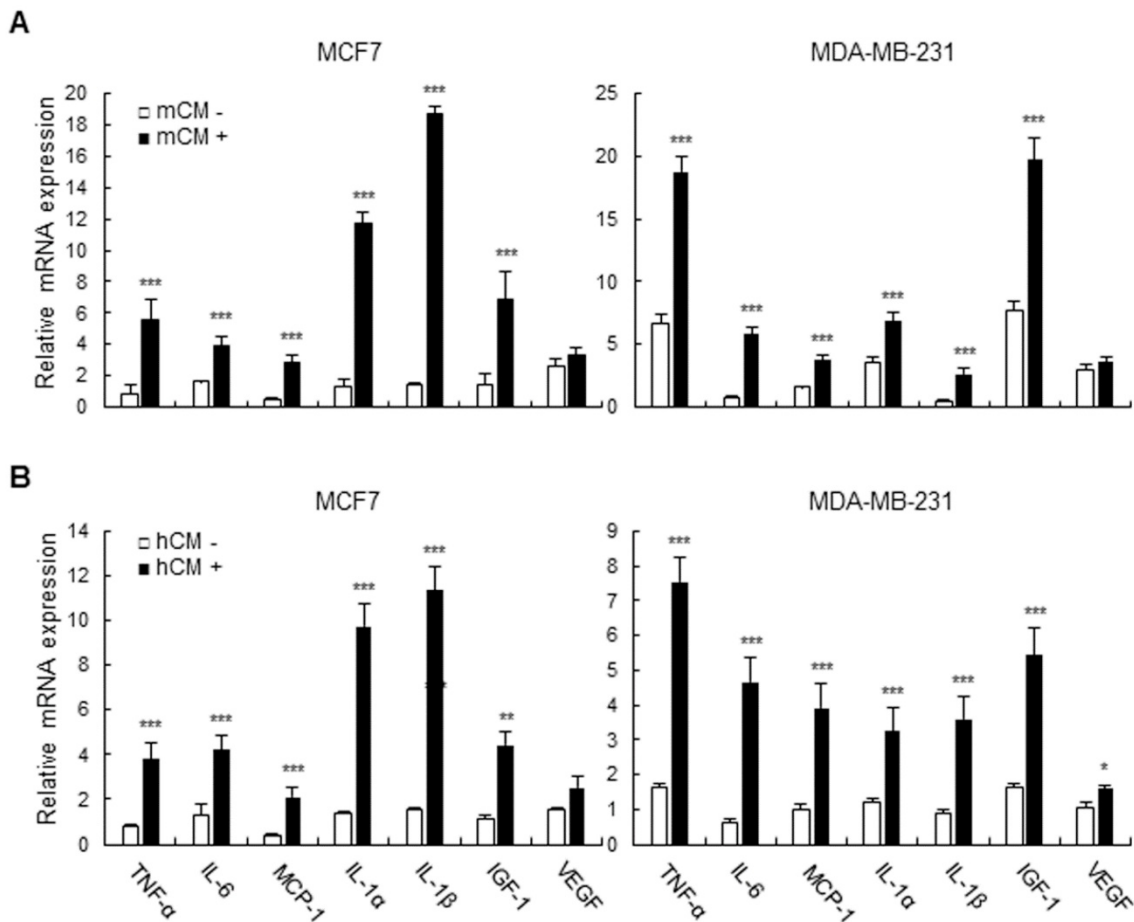 A
MCF7
MDA-MB-231
Relative mRNA expression
20
18
16
14
12
10
8
6
4
2
0
mCM -
mCM +
***
***
***
***
***
***
25
20
15
10
5
0
***
***
***
***
***
***
B
MCF7
MDA-MB-231
Relative mRNA expression
14
12
10
8
6
4
2
0
hCM -
hCM +
***
***
***
***
***
***
**
9
8
7
6
5
4
3
2
1
0
***
***
***
***
***
***
*
TNF-α
IL-6
MCP-1
IL-1α
IL-1β
IGF-1
VEGF
TNF-α
IL-6
MCP-1
IL-1α
IL-1β
IGF-1
VEGF